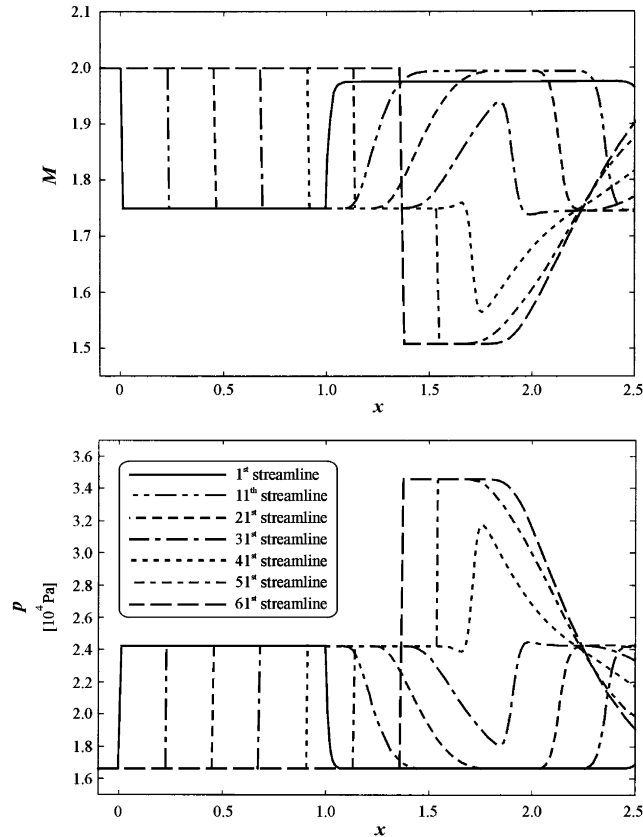 2.1
2.0
1.9
M
1.8
1.7
1.6
1.5
0 0.5 1.0 1.5 2.0 2.5
x
3.6
3.4
3.2
3.0
2.8
p
[10⁴Pa]
2.6
2.4
2.2
2.0
1.8
1.6
1st streamline
11th streamline
21st streamline
31st streamline
41st streamline
51st streamline
61st streamline
0 0.5 1.0 1.5 2.0 2.5
x